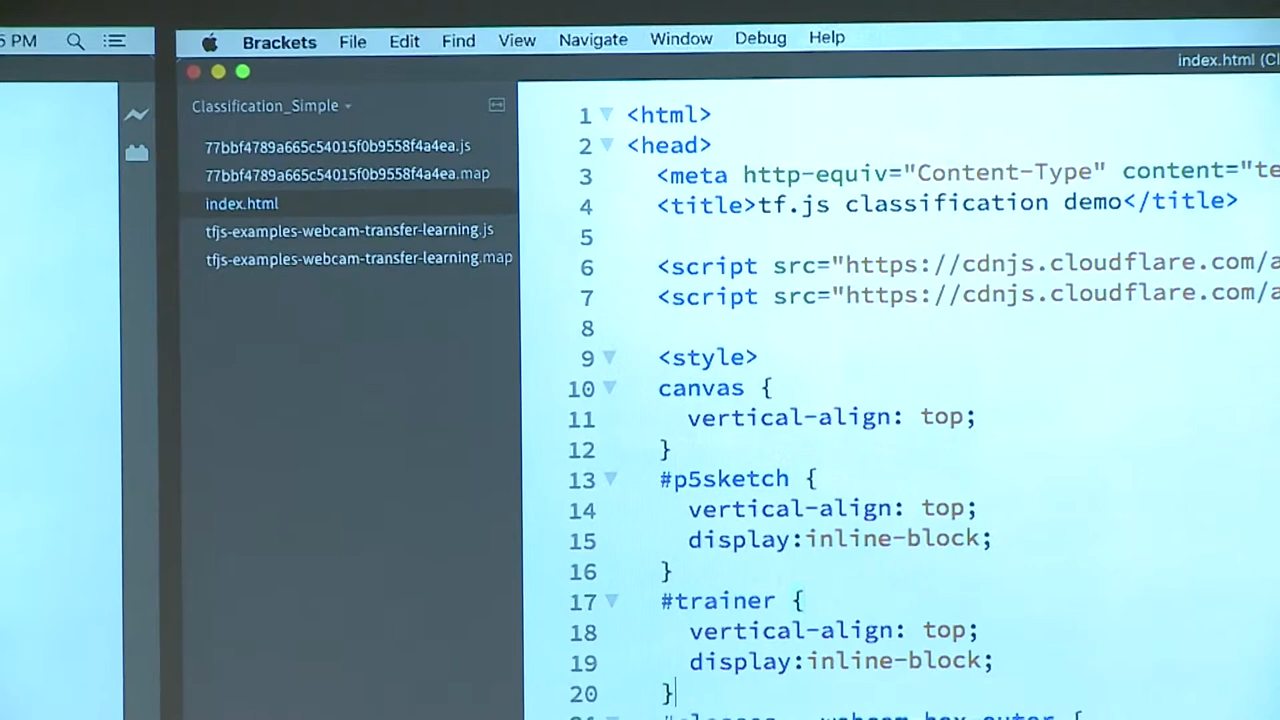 5 PM
Brackets File Edit Find View Navigate Window Debug Help
index.html (Cl
Classification_Simple
77bbf4789a665c54015f0b9558f4a4ea.js
77bbf4789a665c54015f0b9558f4a4ea.map
index.html
tfjs-examples-webcam-transfer-learning.js
tfjs-examples-webcam-transfer-learning.map
1 <html>
2 <head>
3 <meta http-equiv="Content-Type" content="te
4 <title>tf.js classification demo</title>
5
6 <script src="https://cdnjs.cloudflare.com/a
7 <script src="https://cdnjs.cloudflare.com/a
8
9 <style>
10 canvas {
11 vertical-align: top;
12 }
13 #p5sketch {
14 vertical-align: top;
15 display:inline-block;
16 }
17 #trainer {
18 vertical-align: top;
19 display:inline-block;
20 }